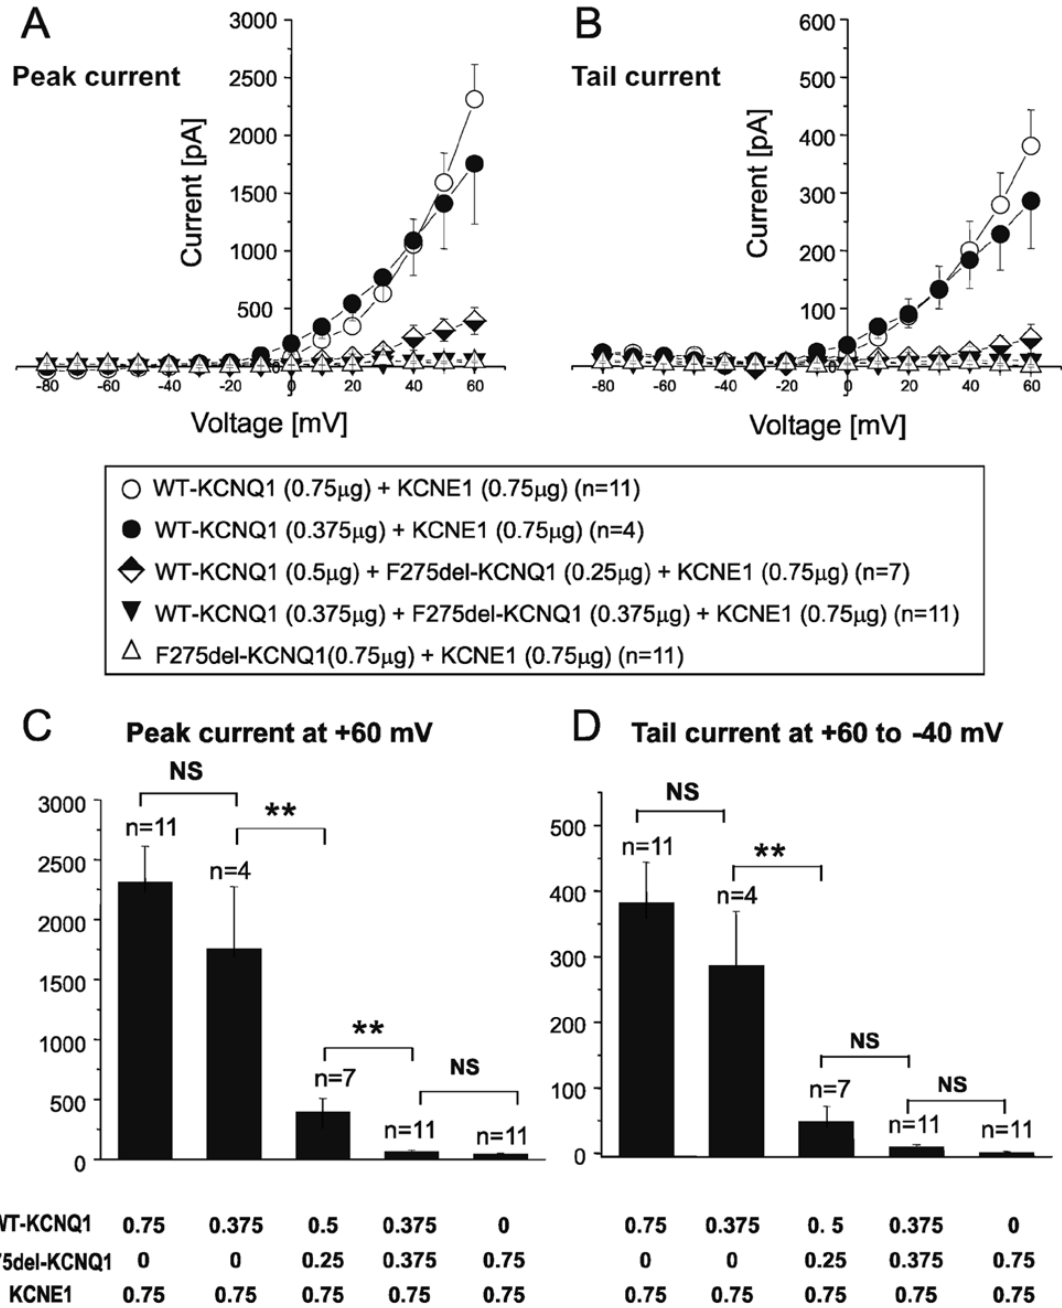 A
Peak current
3000
2500
2000
1500
1000
500
0
Current [pA]
-80 -60 -40 -20 0 20 40 60
Voltage [mV]
B
Tail current
600
500
400
300
200
100
0
Current [pA]
-80 -60 -40 -20 0 20 40 60
Voltage [mV]
WT-KCNQ1 (0.75μg) + KCNE1 (0.75μg) (n=11)
WT-KCNQ1 (0.375μg) + KCNE1 (0.75μg) (n=4)
WT-KCNQ1 (0.5μg) + F275del-KCNQ1 (0.25μg) + KCNE1 (0.75μg) (n=7)
WT-KCNQ1 (0.375μg) + F275del-KCNQ1 (0.375μg) + KCNE1 (0.75μg) (n=11)
F275del-KCNQ1(0.75μg) + KCNE1 (0.75μg) (n=11)
C
Peak current at +60 mV
NS
**
**
NS
3000
2500
2000
1500
1000
500
0
n=11
n=4
n=7
n=11
n=11
D
Tail current at +60 to -40 mV
NS
**
NS
NS
500
400
300
200
100
0
n=11
n=4
n=7
n=11
n=11
WT-KCNQ1 0.75 0.375 0.5 0.375 0 0.75 0.375 0. 5 0.375 0
75del-KCNQ1 0 0 0.25 0.375 0.75 0 0 0.25 0.375 0.75
KCNE1 0.75 0.75 0.75 0.75 0.75 0.75 0.75 0.75 0.75 0.75